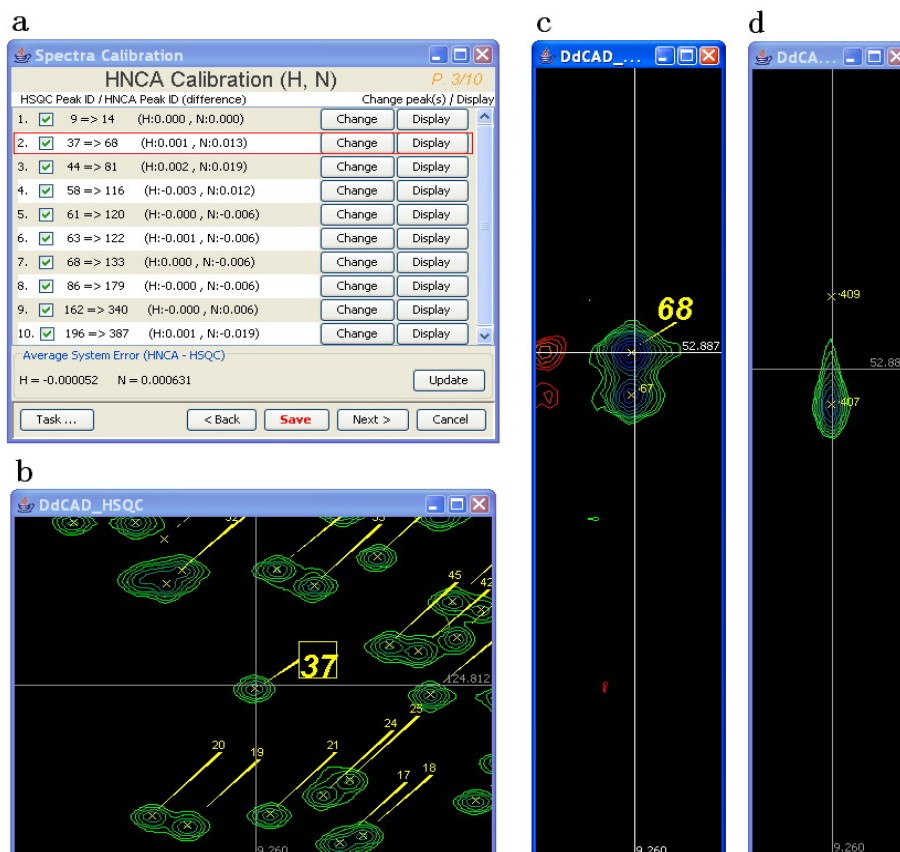 a
Spectra Calibration
HNCA Calibration (H, N) P. 3/10
HSQC Peak ID / HNCA Peak ID (difference) Change peak(s) / Display
1. 9 => 14 (H:0.000 , N:0.000) Change Display
2. 37 => 68 (H:0.001 , N:0.013) Change Display
3. 44 => 81 (H:0.002 , N:0.019) Change Display
4. 58 => 116 (H:-0.003 , N:0.012) Change Display
5. 61 => 120 (H:-0.000 , N:-0.006) Change Display
6. 63 => 122 (H:-0.001 , N:-0.006) Change Display
7. 68 => 133 (H:0.000 , N:-0.006) Change Display
8. 86 => 179 (H:-0.000 , N:-0.006) Change Display
9. 162 => 340 (H:-0.000 , N:0.006) Change Display
10. 196 => 387 (H:0.001 , N:-0.019) Change Display
Average System Error (HNCA - HSQC)
H = -0.000052 N = 0.000631 Update
Task ... < Back Save Next > Cancel
b
DdCAD_HSQC
45
42
37
124.812
25
24
20
19
21
17
18
9.260
c
DdCAD_...
68
52.887
67
9.260
d
DdCA...
409
407
9.260